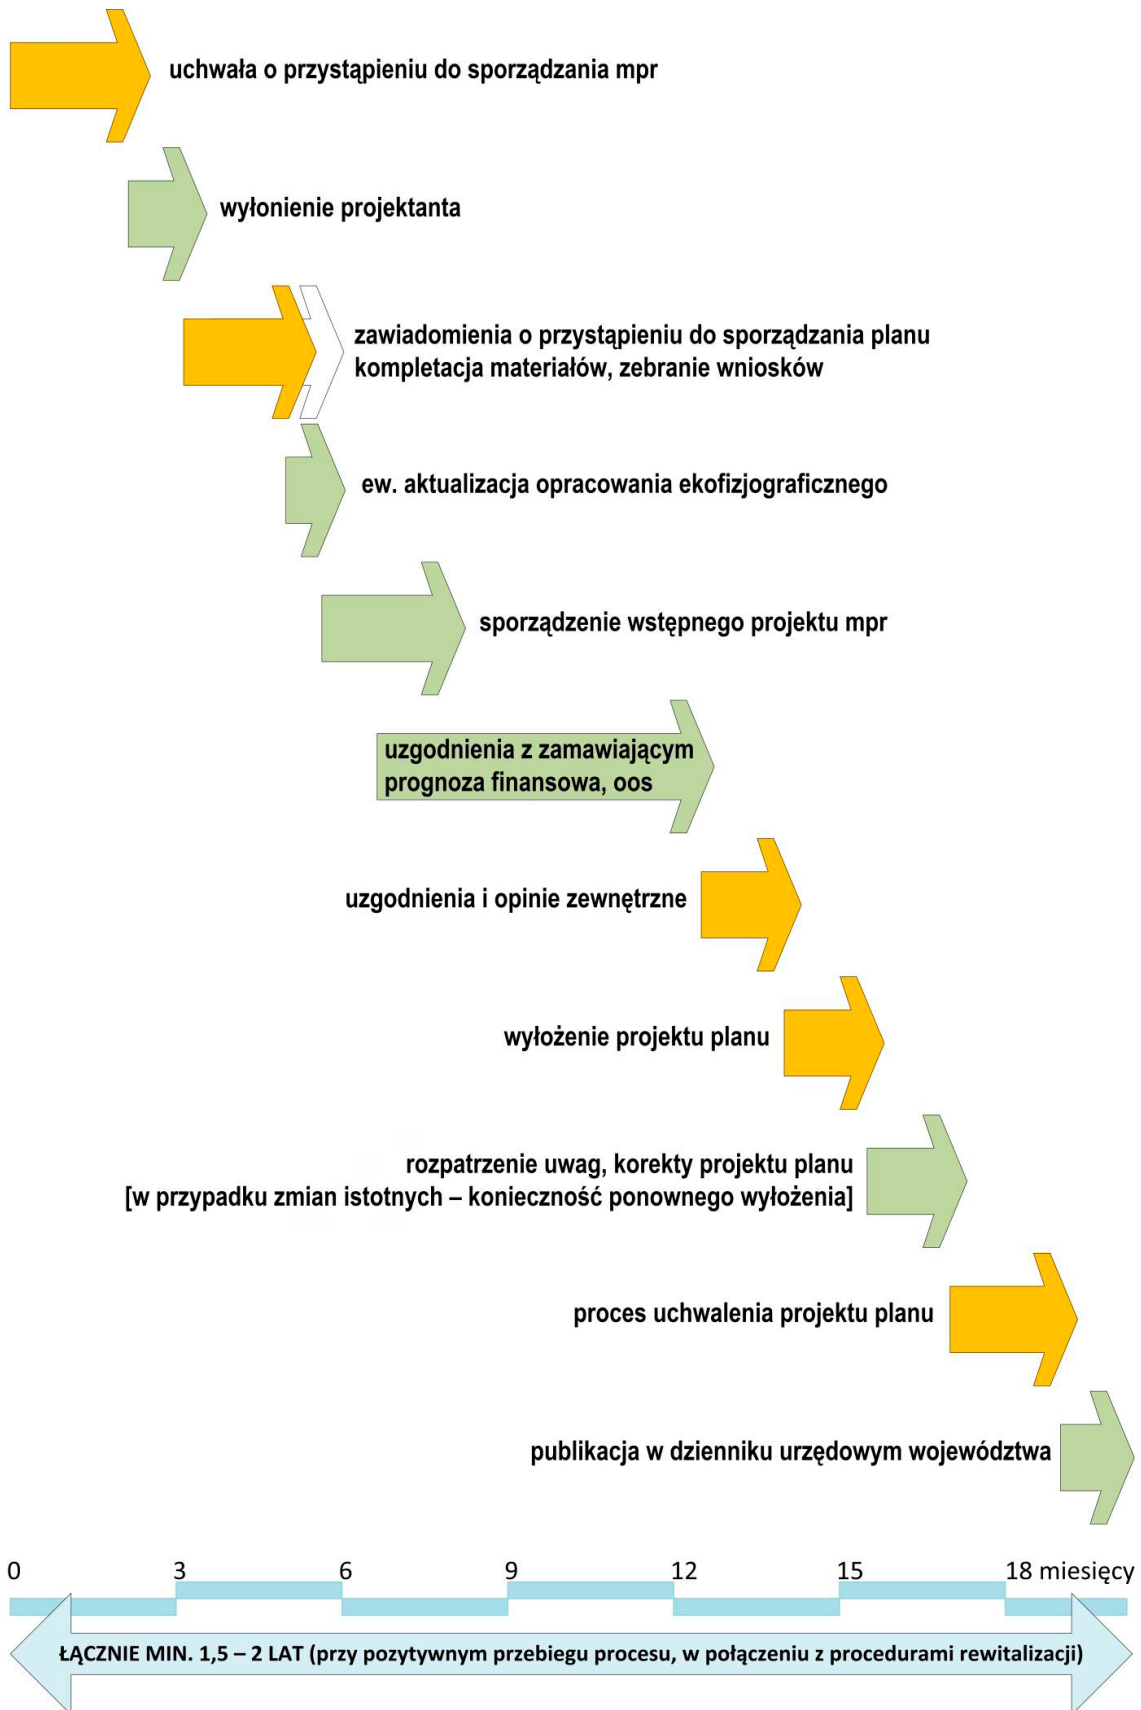 uchwała o przystąpieniu do sporządzania mpr
wyłonienie projektanta
zawiadomienia o przystąpieniu do sporządzania planu
kompletacja materiałów, zebranie wniosków
ew. aktualizacja opracowania ekofizjograficznego
sporządzenie wstępnego projektu mpr
uzgodnienia z zamawiającym
prognoza finansowa, oos
uzgodnienia i opinie zewnętrzne
wyłożenie projektu planu
rozpatrzenie uwag, korekty projektu planu
[w przypadku zmian istotnych – konieczność ponownego wyłożenia]
proces uchwalenia projektu planu
publikacja w dzienniku urzędowym województwa
0 3 6 9 12 15 18 miesięcy
ŁĄCZNIE MIN. 1,5 – 2 LAT (przy pozytywnym przebiegu procesu, w połączeniu z procedurami rewitalizacji)